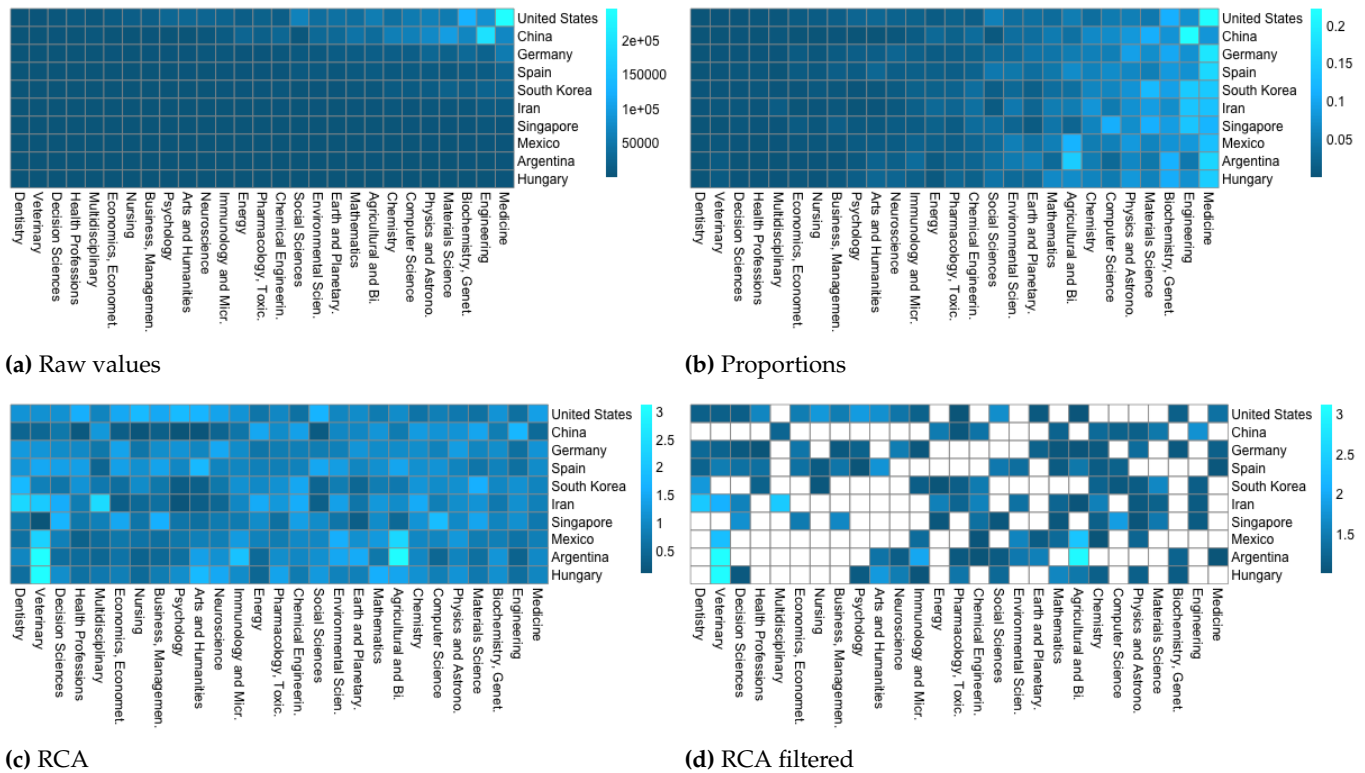 United States
China
Germany
Spain
South Korea
Iran
Singapore
Mexico
Argentina
Hungary
2e+05
150000
1e+05
50000
Dentistry
Veterinary
Decision Sciences
Health Professions
Multidisciplinary
Economics, Economet.
Nursing
Business, Managemen.
Psychology
Arts and Humanities
Neuroscience
Immunology and Micr.
Energy
Pharmacology, Toxic.
Chemical Engineerin.
Social Sciences
Environmental Scien.
Earth and Planetary.
Mathematics
Agricultural and Bi.
Chemistry
Computer Science
Physics and Astrono.
Materials Science
Biochemistry, Genet.
Engineering
Medicine
(a) Raw values
United States
China
Germany
Spain
South Korea
Iran
Singapore
Mexico
Argentina
Hungary
0.2
0.15
0.1
0.05
Dentistry
Veterinary
Decision Sciences
Health Professions
Multidisciplinary
Economics, Economet.
Nursing
Business, Managemen.
Psychology
Arts and Humanities
Neuroscience
Immunology and Micr.
Energy
Pharmacology, Toxic.
Chemical Engineerin.
Social Sciences
Environmental Scien.
Earth and Planetary.
Mathematics
Agricultural and Bi.
Chemistry
Computer Science
Physics and Astrono.
Materials Science
Biochemistry, Genet.
Engineering
Medicine
(b) Proportions
United States
China
Germany
Spain
South Korea
Iran
Singapore
Mexico
Argentina
Hungary
3
2.5
2
1.5
1
0.5
Dentistry
Veterinary
Decision Sciences
Health Professions
Multidisciplinary
Economics, Economet.
Nursing
Business, Managemen.
Psychology
Arts and Humanities
Neuroscience
Immunology and Micr.
Energy
Pharmacology, Toxic.
Chemical Engineerin.
Social Sciences
Environmental Scien.
Earth and Planetary.
Mathematics
Agricultural and Bi.
Chemistry
Computer Science
Physics and Astrono.
Materials Science
Biochemistry, Genet.
Engineering
Medicine
(c) RCA
United States
China
Germany
Spain
South Korea
Iran
Singapore
Mexico
Argentina
Hungary
3
2.5
2
1.5
Dentistry
Veterinary
Decision Sciences
Health Professions
Multidisciplinary
Economics, Economet.
Nursing
Business, Managemen.
Psychology
Arts and Humanities
Neuroscience
Immunology and Micr.
Energy
Pharmacology, Toxic.
Chemical Engineerin.
Social Sciences
Environmental Scien.
Earth and Planetary.
Mathematics
Agricultural and Bi.
Chemistry
Computer Science
Physics and Astrono.
Materials Science
Biochemistry, Genet.
Engineering
Medicine
(d) RCA filtered